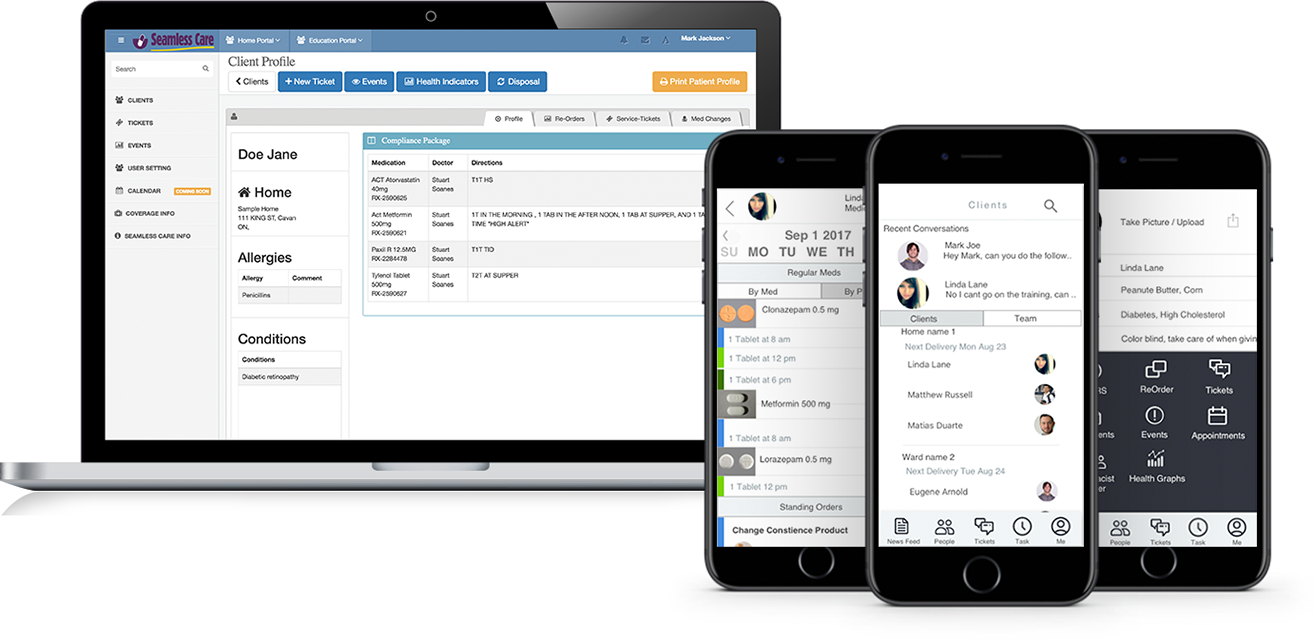 Seamless Care
Home Portal
Education Portal
Mark Jackson
Search
CLIENTS
TICKETS
EVENTS
USER SETTING
CALENDAR
COMING SOON
COVERAGE INFO
SEAMLESS CARE INFO
Client Profile
Clients
+ New Ticket
Events
Health Indicators
Disposal
Print Patient Profile
Profile
Re-Orders
Service-Tickets
Med Changes
Doe Jane
Home
Sample Home
111 KING ST, Cavan
ON,
Allergies
Allergy Comment
Penicillins
Conditions
Conditions
Diabetic retinopathy
Compliance Package
Medication Doctor Directions
ACT Atorvastatin
40mg
RX-2590625
Stuart
Soanes
T1T HS
Act Metformin
500mg
RX-2590621
Stuart
Soanes
1T IN THE MORNING , 1 TAB IN THE AFTER NOON, 1 TAB AT SUPPER, AND 1 TA
TIME *HIGH ALERT*
Paxil R 12.5MG
RX-2284478
Stuart
Soanes
T1T TID
Tylenol Tablet
500mg
RX-2590627
Stuart
Soanes
T2T AT SUPPER
Linda
Medi
Sep 1 2017
SU MO TU WE TH
Regular Meds
By Med
By P
Clonazepam 0.5 mg
1 Tablet at 8 am
1 Tablet at 12 pm
1 Tablet at 6 pm
Metformin 500 mg
1 Tablet at 8 am
Lorazepam 0.5 mg
1 Tablet 12 pm
Standing Orders
Change Constience Product
Clients
Recent Conversations
Mark Joe
Hey Mark, can you do the follow..
Linda Lane
No I cant go on the training, can ..
Clients
Team
Home name 1
Next Delivery Mon Aug 23
Linda Lane
Matthew Russell
Matias Duarte
Ward name 2
Next Delivery Tue Aug 24
Eugene Arnold
News Feed
People
Tickets
Task
Me
Take Picture / Upload
Linda Lane
Peanute Butter, Corn
Diabetes, High Cholesterol
Color blind, take care of when givin
BS
ReOrder
Tickets
ents
Events
Appointments
acist
er
Health Graphs
People
Tickets
Task
Me